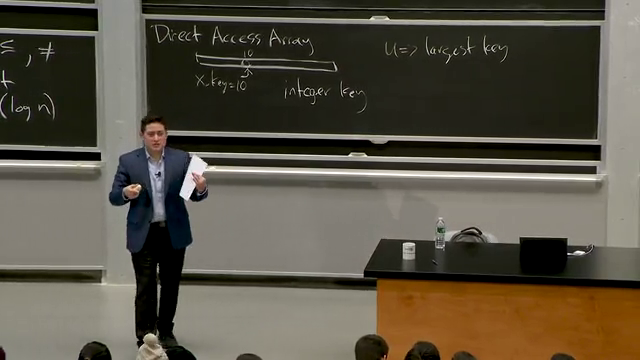 ≤, ≠
(log n)
Direct Access Array
10
x.key=10
integer key
u => largest key